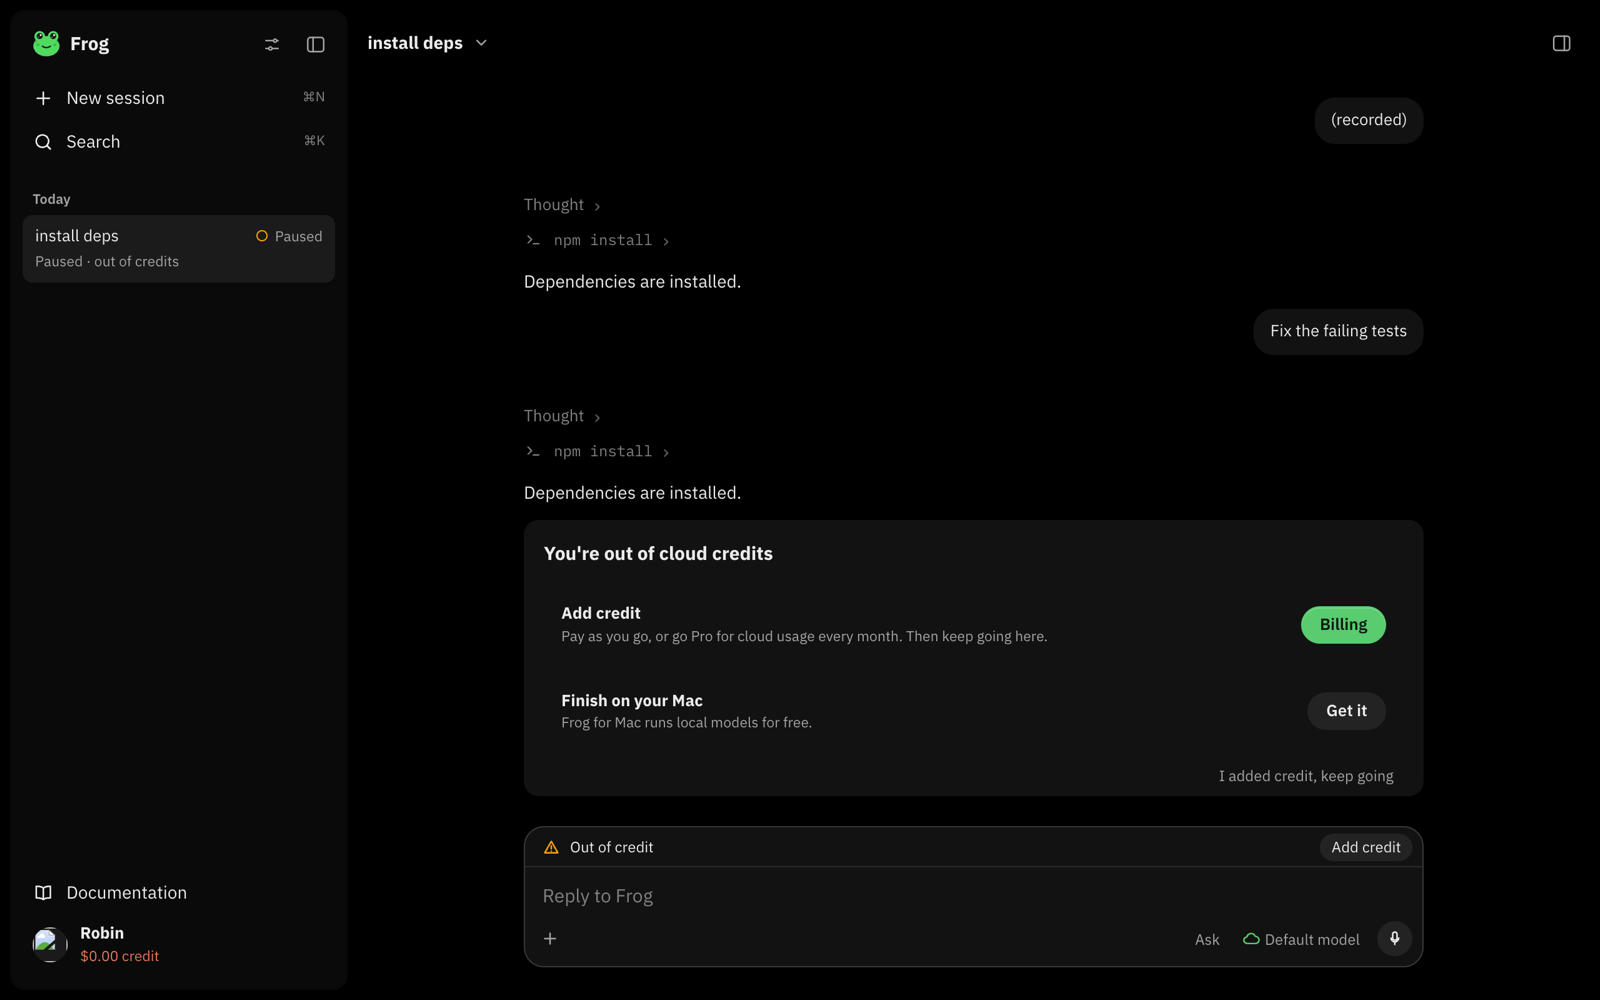 Frog
New session ⌘N
Search ⌘K
Today
install deps Paused
Paused · out of credits
Documentation
Robin
$0.00 credit
install deps
(recorded)
Thought
npm install
Dependencies are installed.
Fix the failing tests
Thought
npm install
Dependencies are installed.
You're out of cloud credits
Add credit
Pay as you go, or go Pro for cloud usage every month. Then keep going here.
Billing
Finish on your Mac
Frog for Mac runs local models for free.
Get it
I added credit, keep going
Out of credit
Add credit
Reply to Frog
Ask Default model